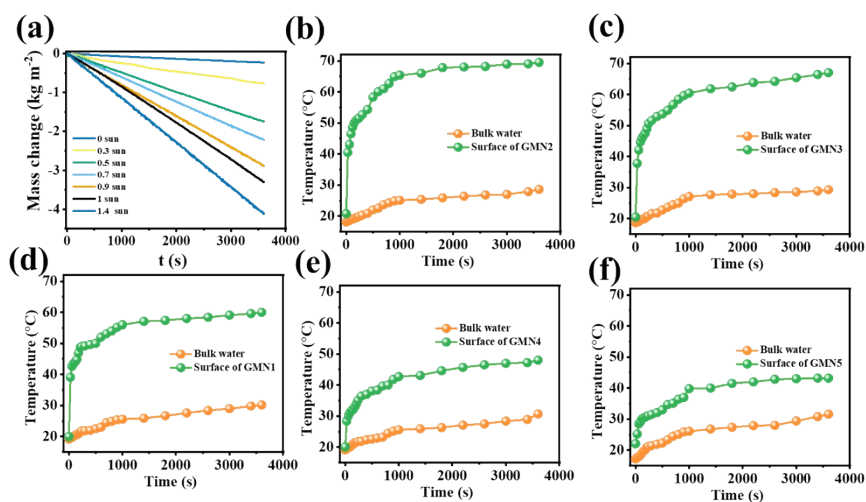 (a)
Mass change (kg m⁻²)
0
-1
-2
-3
-4
0 sun
0.3 sun
0.5 sun
0.7 sun
0.9 sun
1 sun
1.4 sun
0 1000 2000 3000 4000
t (s)
(b)
Temperature (°C)
70
60
50
40
30
20
Bulk water
Surface of GMN2
0 1000 2000 3000 4000
Time (s)
(c)
Temperature (°C)
70
60
50
40
30
20
Bulk water
Surface of GMN3
0 1000 2000 3000 4000
Time (s)
(d)
Temperature (°C)
70
60
50
40
30
20
Bulk water
Surface of GMN1
0 1000 2000 3000 4000
Time (s)
(e)
Temperature (°C)
70
60
50
40
30
20
Bulk water
Surface of GMN4
0 1000 2000 3000 4000
Time (s)
(f)
Temperature (°C)
70
60
50
40
30
20
Bulk water
Surface of GMN5
0 1000 2000 3000 4000
Time (s)